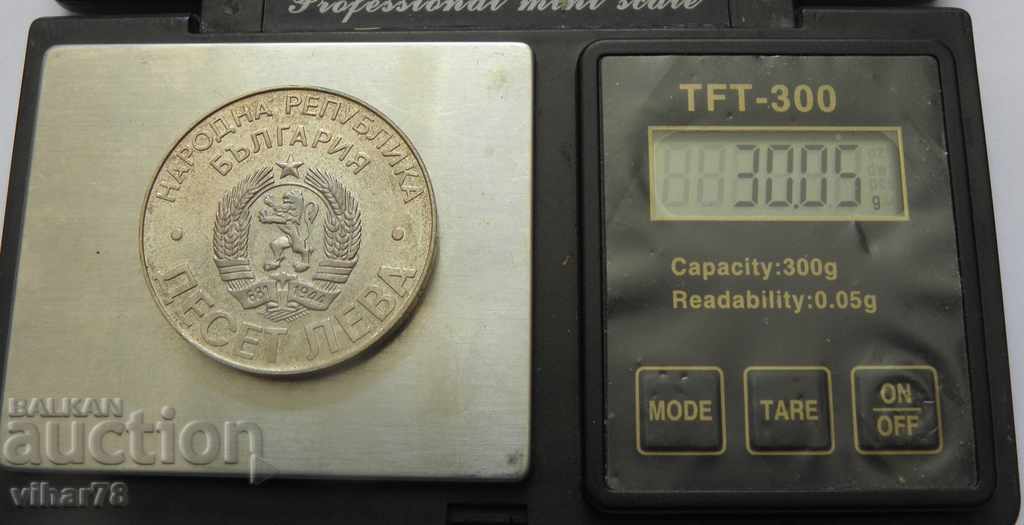 Professional mini scale
НАРОДНА РЕПУБЛИКА
БЪЛГАРИЯ
681 1944
ДЕСЕТ ЛЕВА
TFT-300
30.05 g
Capacity:300g
Readability:0.05g
MODE
TARE
ON
OFF
BALKAN
auction
vihar78